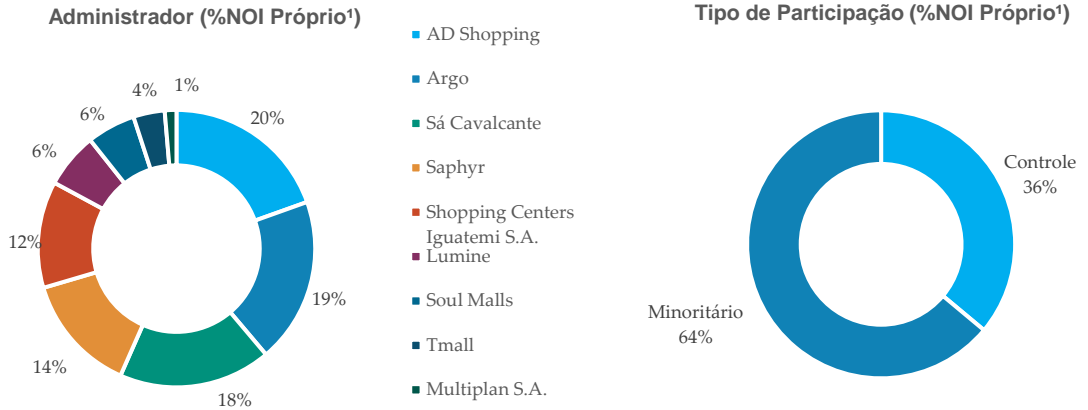 Administrador (%NOI Próprio¹)
1%
4%
6%
6%
12%
14%
18%
19%
20%
AD Shopping
Argo
Sá Cavalcante
Saphyr
Shopping Centers
Iguatemi S.A.
Lumine
Soul Malls
Tmall
Multiplan S.A.
Tipo de Participação (%NOI Próprio¹)
Controle
36%
Minoritário
64%